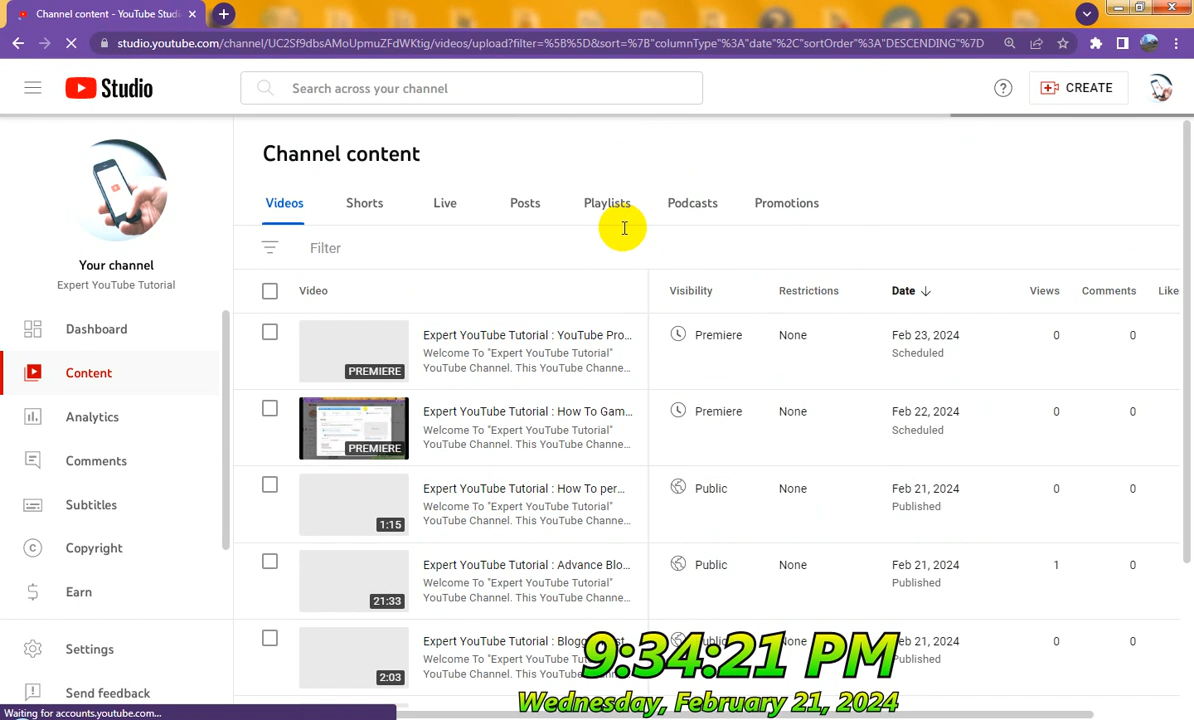 Channel content - YouTube Studi
studio.youtube.com/channel/UC2Sf9dbsAMoUpmuZFdWKtig/videos/upload?filter=%5B%5D&sort=%7B"columnType"%3A"date"%2C"sortOrder"%3A"DESCENDING"%7D
Studio
Search across your channel
CREATE
Channel content
Videos Shorts Live Posts Playlists Podcasts Promotions
Filter
Your channel
Expert YouTube Tutorial
Dashboard
Content
Analytics
Comments
Subtitles
Copyright
Earn
Settings
Send feedback
Video Visibility Restrictions Date Views Comments Like
Expert YouTube Tutorial : YouTube Pro... Premiere None Feb 23, 2024 0 0
Welcome To "Expert YouTube Tutorial" Scheduled
YouTube Channel. This YouTube Channe...
PREMIERE
Expert YouTube Tutorial : How To Gam... Premiere None Feb 22, 2024 0 0
Welcome To "Expert YouTube Tutorial" Scheduled
YouTube Channel. This YouTube Channe...
PREMIERE
Expert YouTube Tutorial : How To per... Public None Feb 21, 2024 0 0
Welcome To "Expert YouTube Tutorial" Published
YouTube Channel. This YouTube Channe...
1:15
Expert YouTube Tutorial : Advance Blo... Public None Feb 21, 2024 1 0
Welcome To "Expert YouTube Tutorial" Published
YouTube Channel. This YouTube Channe...
21:33
Expert YouTube Tutorial : 21, 2024 0 0
Welcome To "Expert YouTube
YouTube Channel. This
2:03
9:34:21 PM
Wednesday, February 21, 2024
Waiting for accounts.youtube.com...